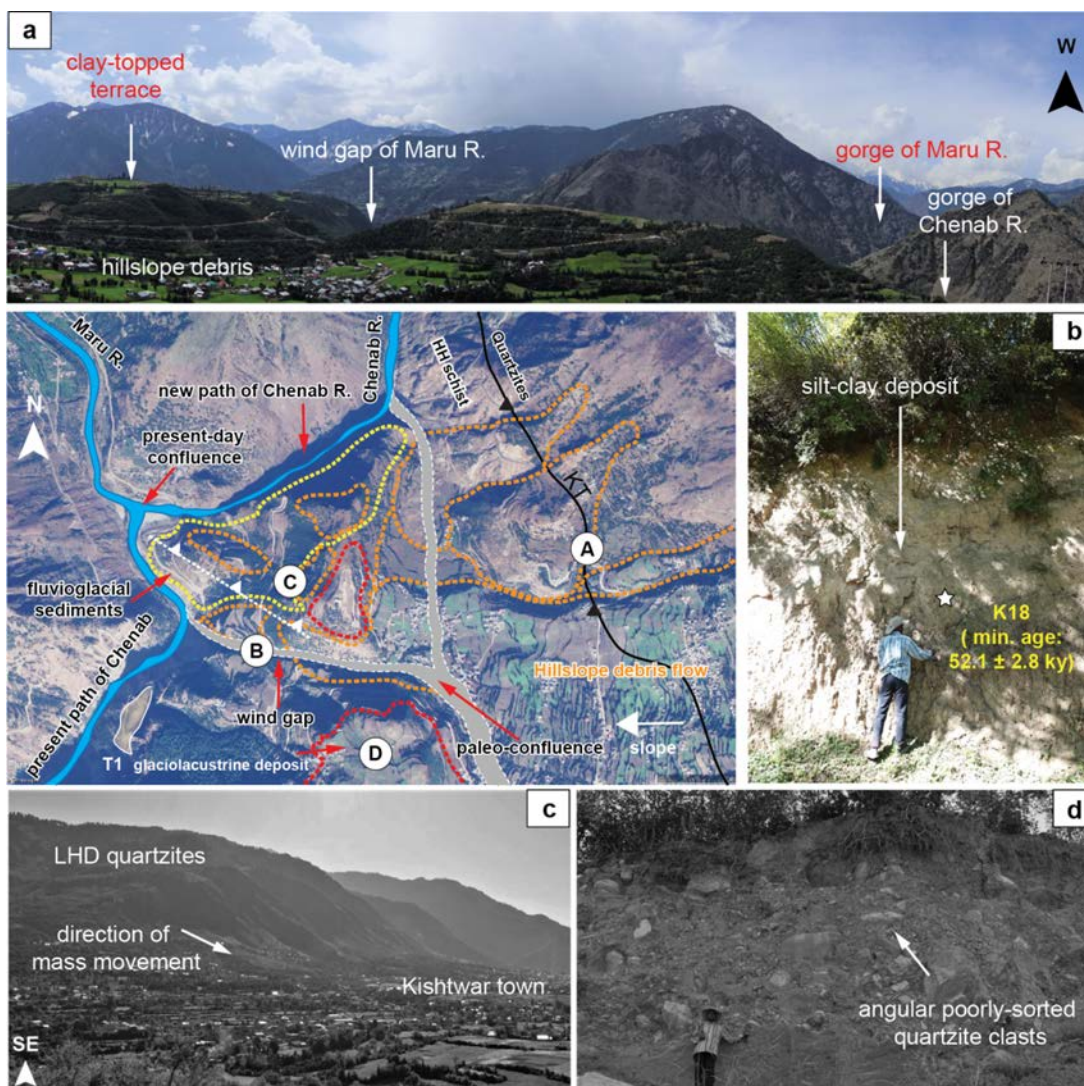 a
W
clay-topped
terrace
wind gap of Maru R.
gorge of Maru R.
gorge of
Chenab R.
hillslope debris
Maru R.
Chenab R.
HH schist
Quartzites
new path of Chenab R.
N
present-day
confluence
KT
A
fluvioglacial
sediments
C
B
Hillslope debris flow
present path of Chenab
wind gap
paleo-confluence
slope
D
T1 glaciolacustrine deposit
b
silt-clay deposit
K18
( min. age:
52.1 ± 2.8 ky)
c
LHD quartzites
direction of
mass movement
Kishtwar town
SE
d
angular poorly-sorted
quartzite clasts